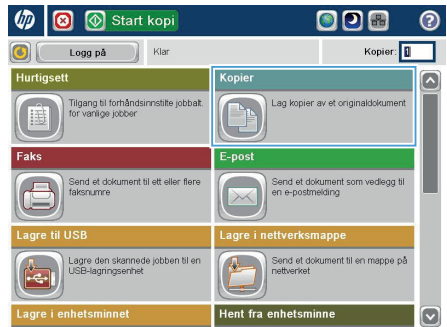 hp Start kopi ?
Logg på Klar Kopier: 1
Hurtigsett
Tilgang til forhåndsinnstilte jobbalt.
for vanlige jobber
Kopier
Lag kopier av et originaldokument
Faks
Send et dokument til ett eller flere
faksnumre
E-post
Send et dokument som vedlegg til
en e-postmelding
Lagre til USB
Lagre den skannede jobben til en
USB-lagringsenhet
Lagre i nettverksmappe
Send et dokument til en mappe på
nettverket
Lagre i enhetsminnet
Hent fra enhetsminne